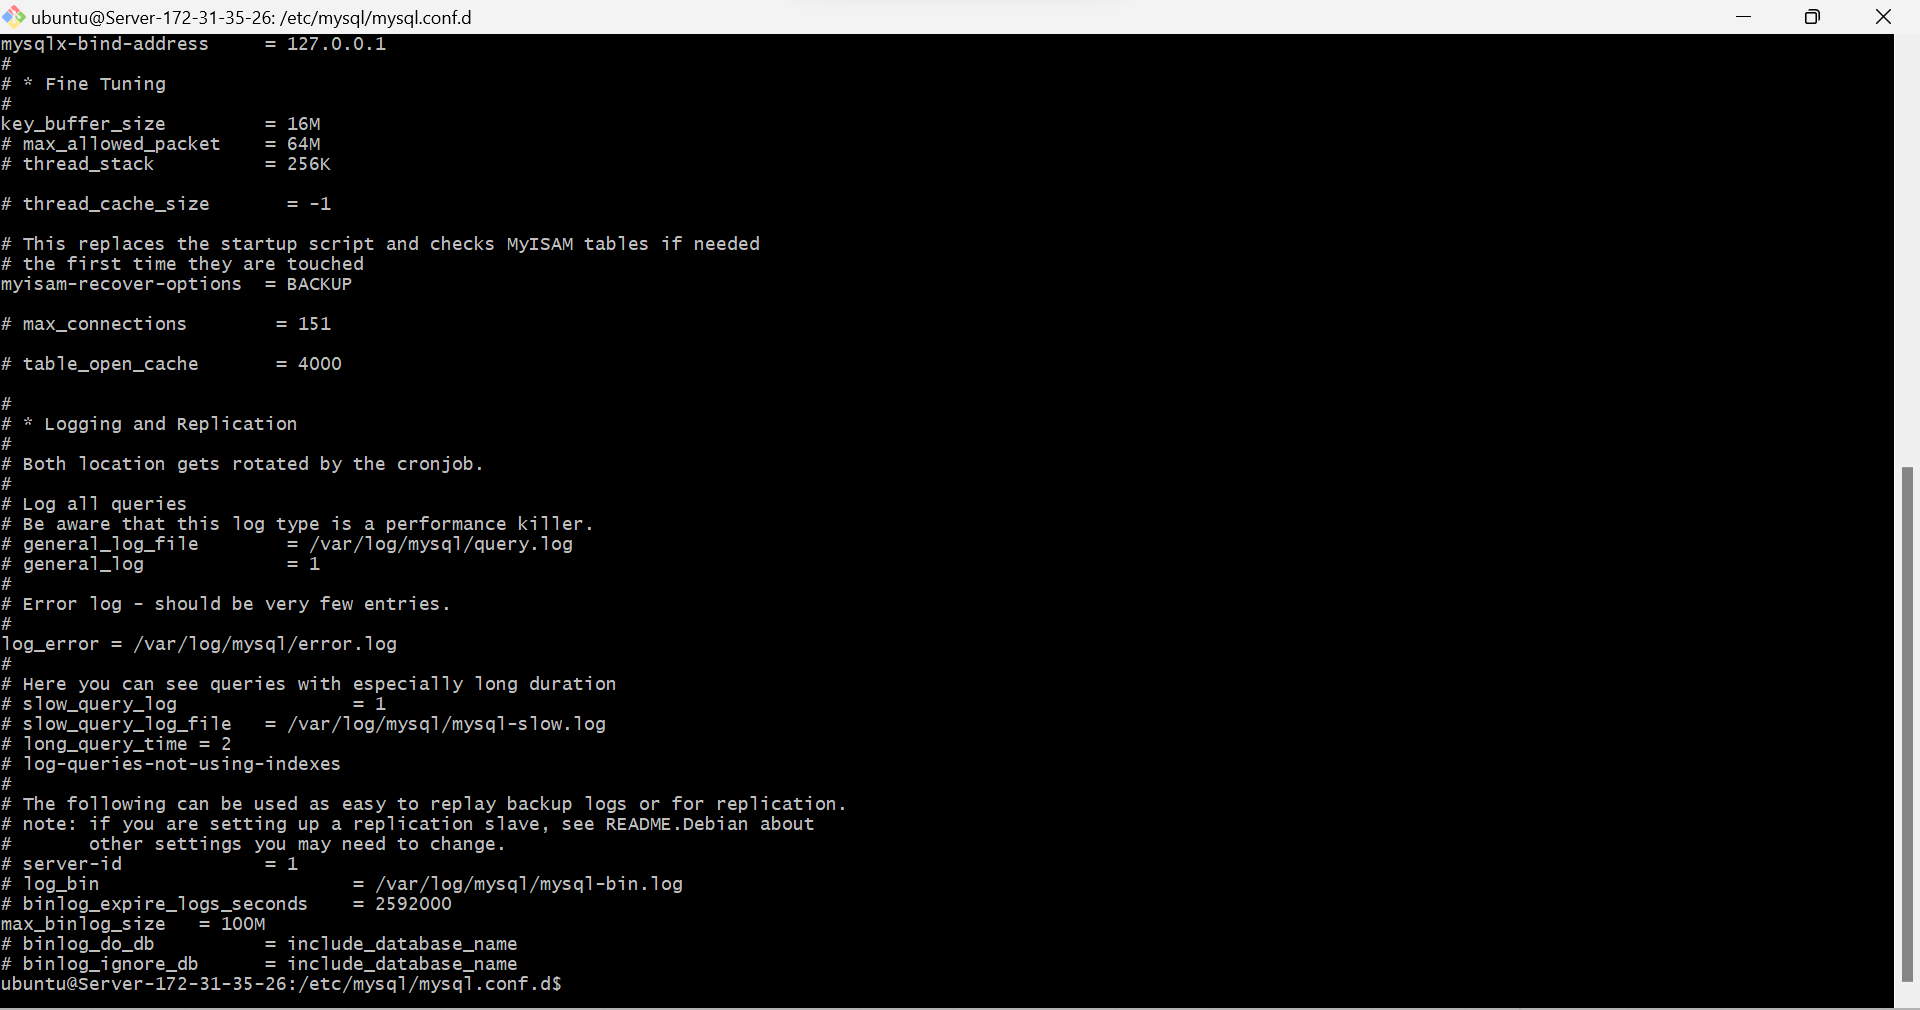 ubuntu@Server-172-31-35-26: /etc/mysql/mysql.conf.d
mysqlx-bind-address     = 127.0.0.1
#
# * Fine Tuning
#
key_buffer_size         = 16M
# max_allowed_packet    = 64M
# thread_stack          = 256K

# thread_cache_size       = -1

# This replaces the startup script and checks MyISAM tables if needed
# the first time they are touched
myisam-recover-options  = BACKUP

# max_connections        = 151

# table_open_cache       = 4000

#
# * Logging and Replication
#
# Both location gets rotated by the cronjob.
#
# Log all queries
# Be aware that this log type is a performance killer.
# general_log_file        = /var/log/mysql/query.log
# general_log             = 1
#
# Error log - should be very few entries.
#
log_error = /var/log/mysql/error.log
#
# Here you can see queries with especially long duration
# slow_query_log                = 1
# slow_query_log_file   = /var/log/mysql/mysql-slow.log
# long_query_time = 2
# log-queries-not-using-indexes
#
# The following can be used as easy to replay backup logs or for replication.
# note: if you are setting up a replication slave, see README.Debian about
#       other settings you may need to change.
# server-id             = 1
# log_bin                       = /var/log/mysql/mysql-bin.log
# binlog_expire_logs_seconds    = 2592000
max_binlog_size   = 100M
# binlog_do_db          = include_database_name
# binlog_ignore_db      = include_database_name
ubuntu@Server-172-31-35-26:/etc/mysql/mysql.conf.d$